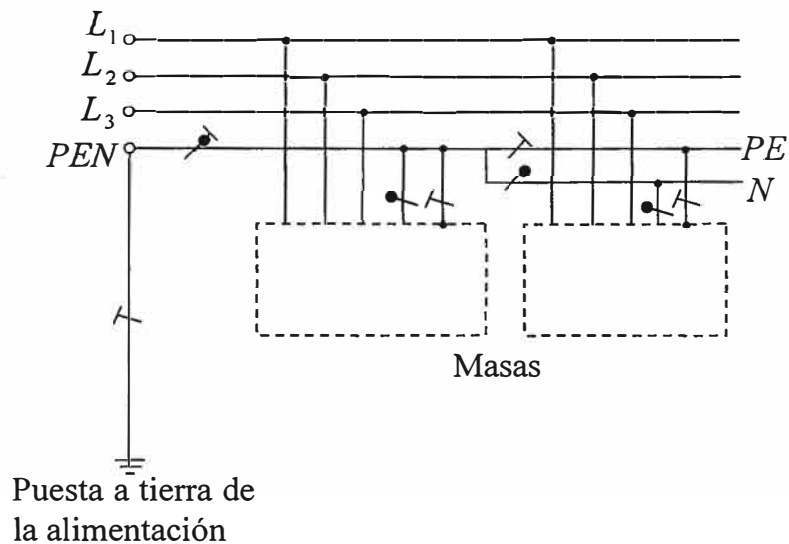 L1
L2
L3
PEN
PE
N
Masas
Puesta a tierra de
la alimentación